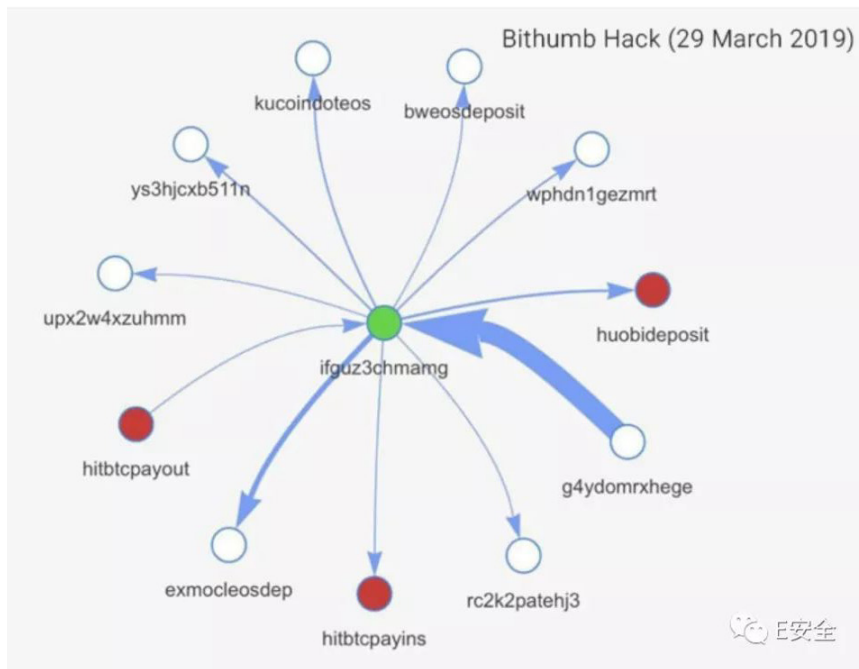 Bithumb Hack (29 March 2019)
kucoindoteos
bweosdeposit
ys3hjcxb511n
wphdn1gezmrt
upx2w4xzuhmm
huobideposit
ifguz3chmamg
hitbtcpayout
g4ydomrxhege
exmocleosdep
rc2k2patehj3
hitbtcpayins
E安全